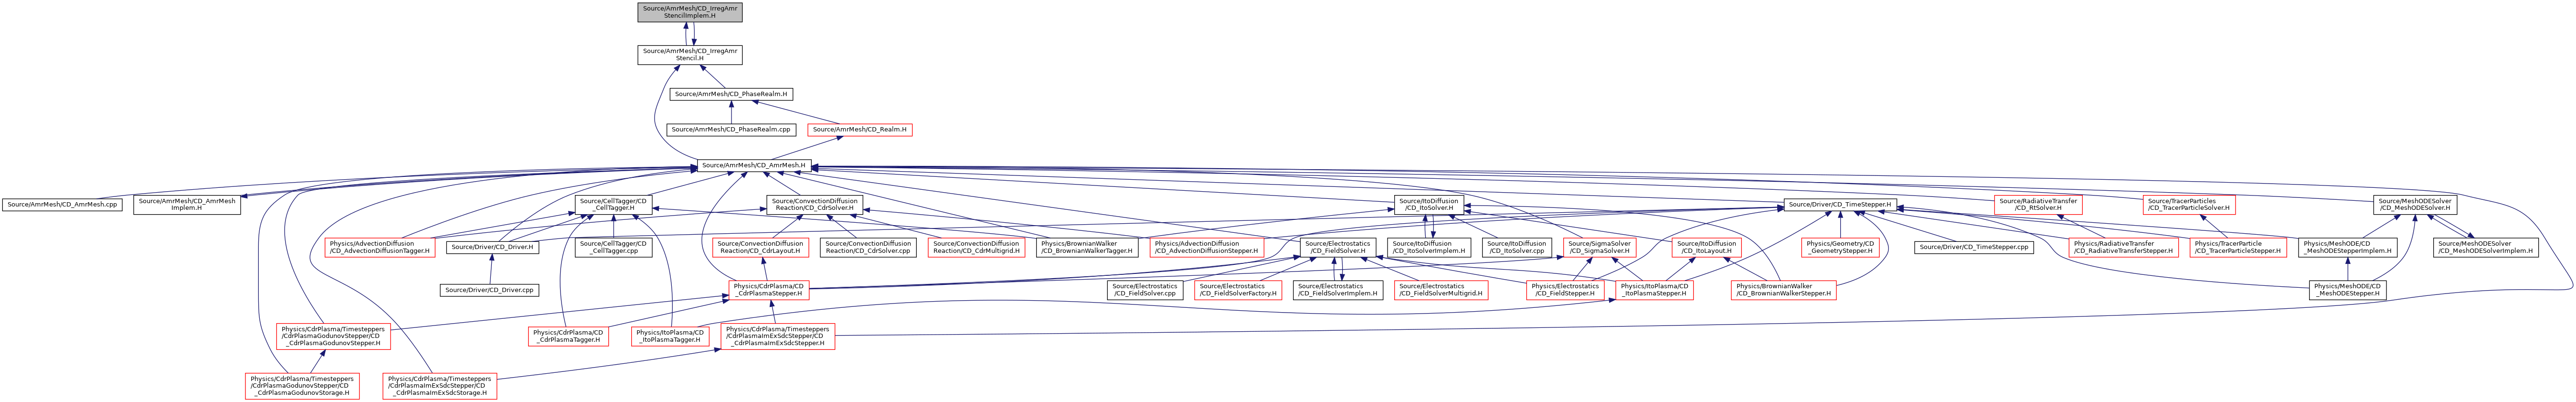 Source/AmrMesh/CD_IrregAmr
StencilImplem.H
Source/AmrMesh/CD_IrregAmr
Stencil.H
Source/AmrMesh/CD_PhaseRealm.H
Source/AmrMesh/CD_PhaseRealm.cpp
Source/AmrMesh/CD_Realm.H
Source/AmrMesh/CD_AmrMesh.H
Source/AmrMesh/CD_AmrMesh.cpp
Source/AmrMesh/CD_AmrMesh
Implem.H
Source/CellTagger/CD
_CellTagger.H
Source/ConvectionDiffusion
Reaction/CD_CdrSolver.H
Source/ItoDiffusion
/CD_ItoSolver.H
Source/Driver/CD_TimeStepper.H
Source/RadiativeTransfer
/CD_RtSolver.H
Source/TracerParticles
/CD_TracerParticleSolver.H
Source/MeshODESolver
/CD_MeshODESolver.H
Physics/AdvectionDiffusion
/CD_AdvectionDiffusionTagger.H
Source/Driver/CD_Driver.H
Source/CellTagger/CD
_CellTagger.cpp
Source/ConvectionDiffusion
Reaction/CD_CdrLayout.H
Source/ConvectionDiffusion
Reaction/CD_CdrSolver.cpp
Source/ConvectionDiffusion
Reaction/CD_CdrMultigrid.H
Physics/BrownianWalker
/CD_BrownianWalkerTagger.H
Physics/AdvectionDiffusion
/CD_AdvectionDiffusionStepper.H
Source/Electrostatics
/CD_FieldSolver.H
Source/ItoDiffusion
/CD_ItoSolverImplem.H
Source/ItoDiffusion
/CD_ItoSolver.cpp
Source/SigmaSolver
/CD_SigmaSolver.H
Source/ItoDiffusion
/CD_ItoLayout.H
Physics/Geometry/CD
_GeometryStepper.H
Source/Driver/CD_TimeStepper.cpp
Physics/RadiativeTransfer
/CD_RadiativeTransferStepper.H
Physics/TracerParticle
/CD_TracerParticleStepper.H
Physics/MeshODE/CD
_MeshODEStepperImplem.H
Source/MeshODESolver
/CD_MeshODESolverImplem.H
Source/Driver/CD_Driver.cpp
Physics/CdrPlasma/CD
_CdrPlasmaStepper.H
Source/Electrostatics
/CD_FieldSolver.cpp
Source/Electrostatics
/CD_FieldSolverFactory.H
Source/Electrostatics
/CD_FieldSolverImplem.H
Source/Electrostatics
/CD_FieldSolverMultigrid.H
Physics/Electrostatics
/CD_FieldStepper.H
Physics/ItoPlasma/CD
_ItoPlasmaStepper.H
Physics/BrownianWalker
/CD_BrownianWalkerStepper.H
Physics/MeshODE/CD
_MeshODEStepper.H
Physics/CdrPlasma/Timesteppers
/CdrPlasmaGodunovStepper/CD
_CdrPlasmaGodunovStepper.H
Physics/CdrPlasma/CD
_CdrPlasmaTagger.H
Physics/ItoPlasma/CD
_ItoPlasmaTagger.H
Physics/CdrPlasma/Timesteppers
/CdrPlasmaImExSdcStepper/CD
_CdrPlasmaImExSdcStepper.H
Physics/CdrPlasma/Timesteppers
/CdrPlasmaGodunovStepper/CD
_CdrPlasmaGodunovStorage.H
Physics/CdrPlasma/Timesteppers
/CdrPlasmaImExSdcStepper/CD
_CdrPlasmaImExSdcStorage.H